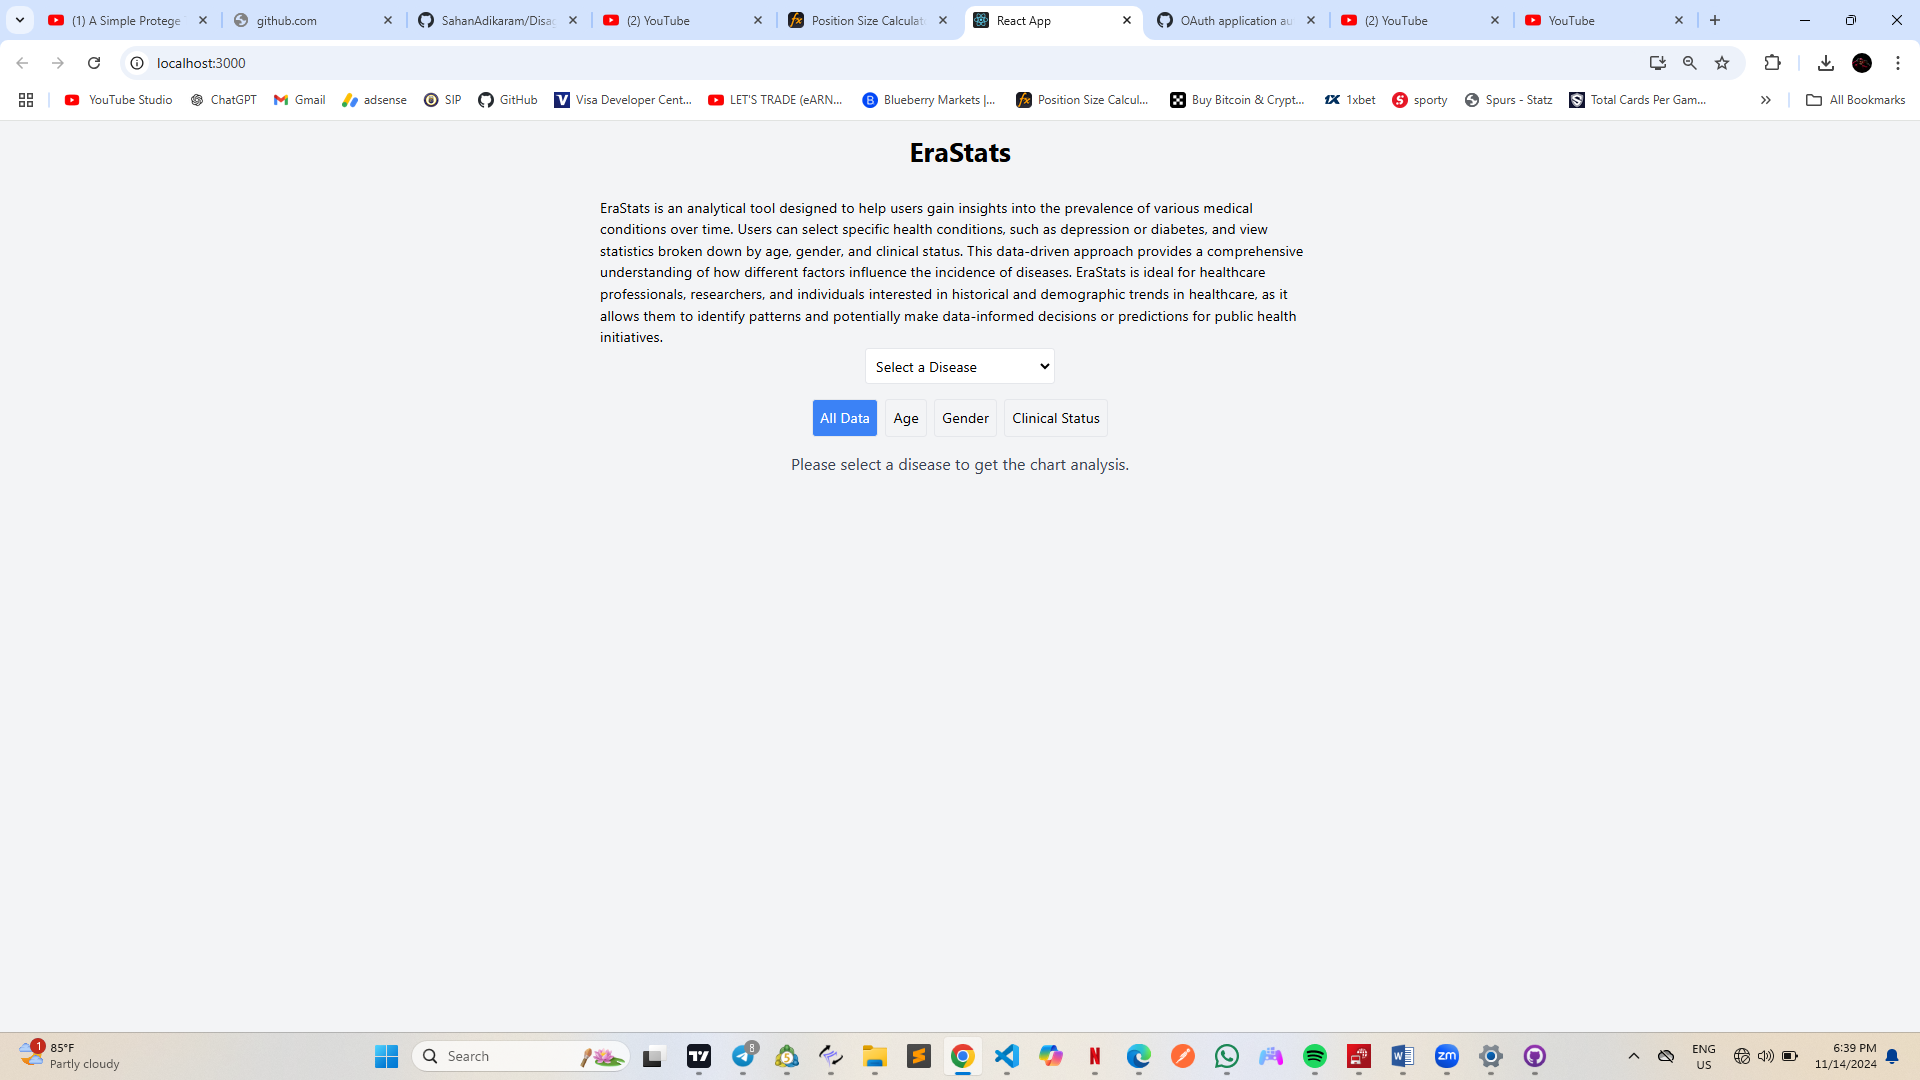 (1) A Simple Protege
github.com
SahanAdikaram/Disa
(2) YouTube
Position Size Calculat
React App
OAuth application au
(2) YouTube
YouTube
localhost:3000
YouTube Studio
ChatGPT
Gmail
adsense
SIP
GitHub
Visa Developer Cent...
LET'S TRADE (eARN...
Blueberry Markets |...
Position Size Calcul...
Buy Bitcoin & Crypt...
1xbet
sporty
Spurs - Statz
Total Cards Per Gam...
All Bookmarks
EraStats
EraStats is an analytical tool designed to help users gain insights into the prevalence of various medical
conditions over time. Users can select specific health conditions, such as depression or diabetes, and view
statistics broken down by age, gender, and clinical status. This data-driven approach provides a comprehensive
understanding of how different factors influence the incidence of diseases. EraStats is ideal for healthcare
professionals, researchers, and individuals interested in historical and demographic trends in healthcare, as it
allows them to identify patterns and potentially make data-informed decisions or predictions for public health
initiatives.
Select a Disease
All Data
Age
Gender
Clinical Status
Please select a disease to get the chart analysis.
1
85°F
Partly cloudy
Search
8
ENG
US
6:39 PM
11/14/2024